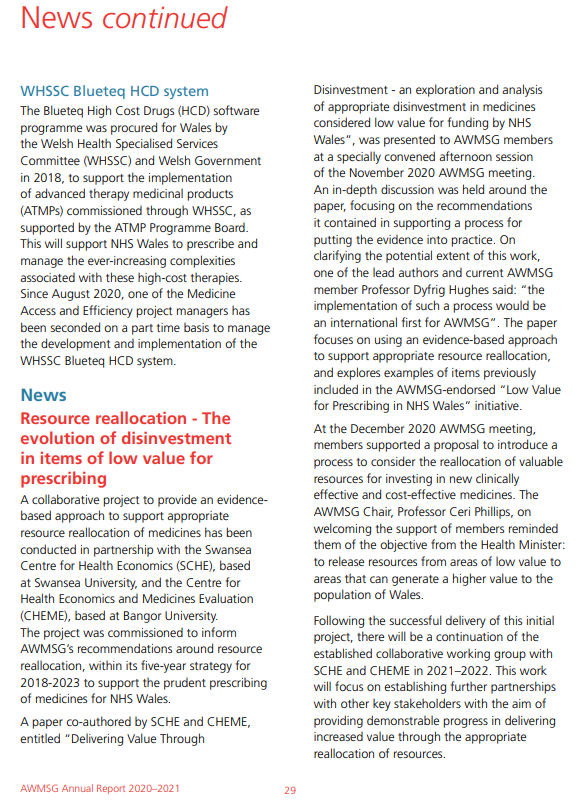 News continued
WHSSC Blueteq HCD system
The Blueteq High Cost Drugs (HCD) software
programme was procured for Wales by
the Welsh Health Specialised Services
Committee (WHSSC) and Welsh Government
in 2018, to support the implementation
of advanced therapy medicinal products
(ATMPs) commissioned through WHSSC, as
supported by the ATMP Programme Board.
This will support NHS Wales to prescribe and
manage the ever-increasing complexities
associated with these high-cost therapies.
Since August 2020, one of the Medicine
Access and Efficiency project managers has
been seconded on a part time basis to manage
the development and implementation of the
WHSSC Blueteq HCD system.
News
Resource reallocation - The
evolution of disinvestment
in items of low value for
prescribing
A collaborative project to provide an evidence-
based approach to support appropriate
resource reallocation of medicines has been
conducted in partnership with the Swansea
Centre for Health Economics (SCHE), based
at Swansea University, and the Centre for
Health Economics and Medicines Evaluation
(CHEME), based at Bangor University.
The project was commissioned to inform
AWMSG’s recommendations around resource
reallocation, within its five-year strategy for
2018-2023 to support the prudent prescribing
of medicines for NHS Wales.
A paper co-authored by SCHE and CHEME,
entitled “Delivering Value Through
Disinvestment - an exploration and analysis
of appropriate disinvestment in medicines
considered low value for funding by NHS
Wales”, was presented to AWMSG members
at a specially convened afternoon session
of the November 2020 AWMSG meeting.
An in-depth discussion was held around the
paper, focusing on the recommendations
it contained in supporting a process for
putting the evidence into practice. On
clarifying the potential extent of this work,
one of the lead authors and current AWMSG
member Professor Dyfrig Hughes said: “the
implementation of such a process would be
an international first for AWMSG”. The paper
focuses on using an evidence-based approach
to support appropriate resource reallocation,
and explores examples of items previously
included in the AWMSG-endorsed “Low Value
for Prescribing in NHS Wales” initiative.
At the December 2020 AWMSG meeting,
members supported a proposal to introduce a
process to consider the reallocation of valuable
resources for investing in new clinically
effective and cost-effective medicines. The
AWMSG Chair, Professor Ceri Phillips, on
welcoming the support of members reminded
them of the objective from the Health Minister:
to release resources from areas of low value to
areas that can generate a higher value to the
population of Wales.
Following the successful delivery of this initial
project, there will be a continuation of the
established collaborative working group with
SCHE and CHEME in 2021–2022. This work
will focus on establishing further partnerships
with other key stakeholders with the aim of
providing demonstrable progress in delivering
increased value through the appropriate
reallocation of resources.
AWMSG Annual Report 2020–2021
29